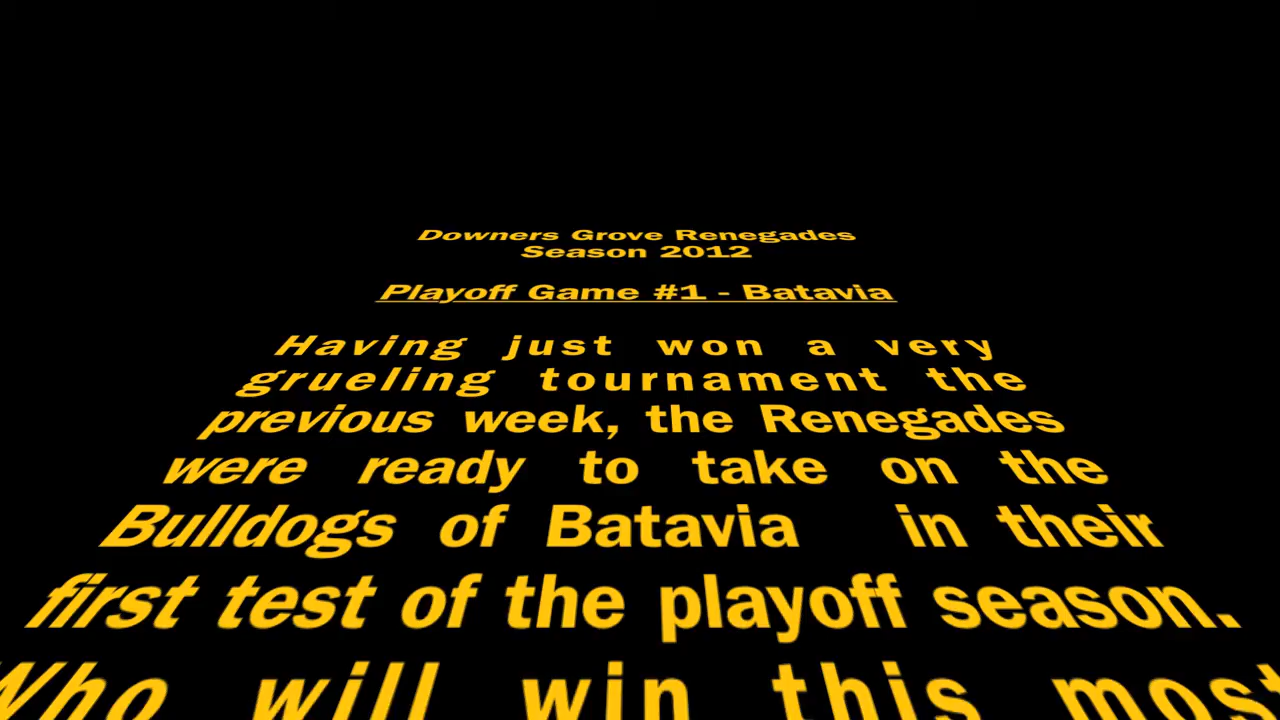 Downers Grove Renegades
Season 2012
Playoff Game #1 - Batavia
Having just won a very
grueling tournament the
previous week, the Renegades
were ready to take on the
Bulldogs of Batavia in their
first test of the playoff season.
Who will win this most